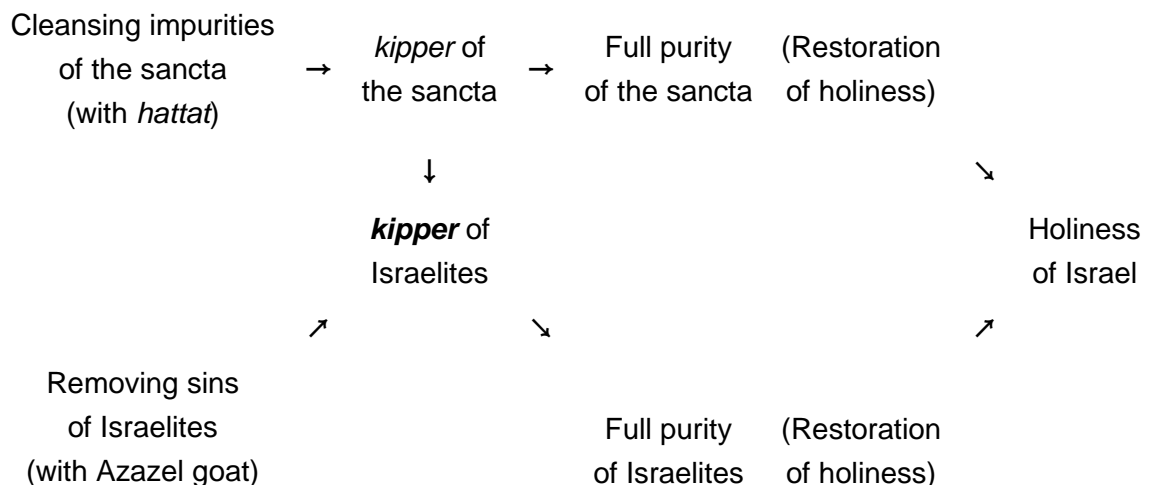 Cleansing impurities
of the sancta
(with hattat)
→
kipper of
the sancta
→
Full purity
of the sancta
(Restoration
of holiness)
↓
↘
kipper of
Israelites
Holiness
of Israel
↗
↘
↗
Removing sins
of Israelites
(with Azazel goat)
Full purity
of Israelites
(Restoration
of holiness)